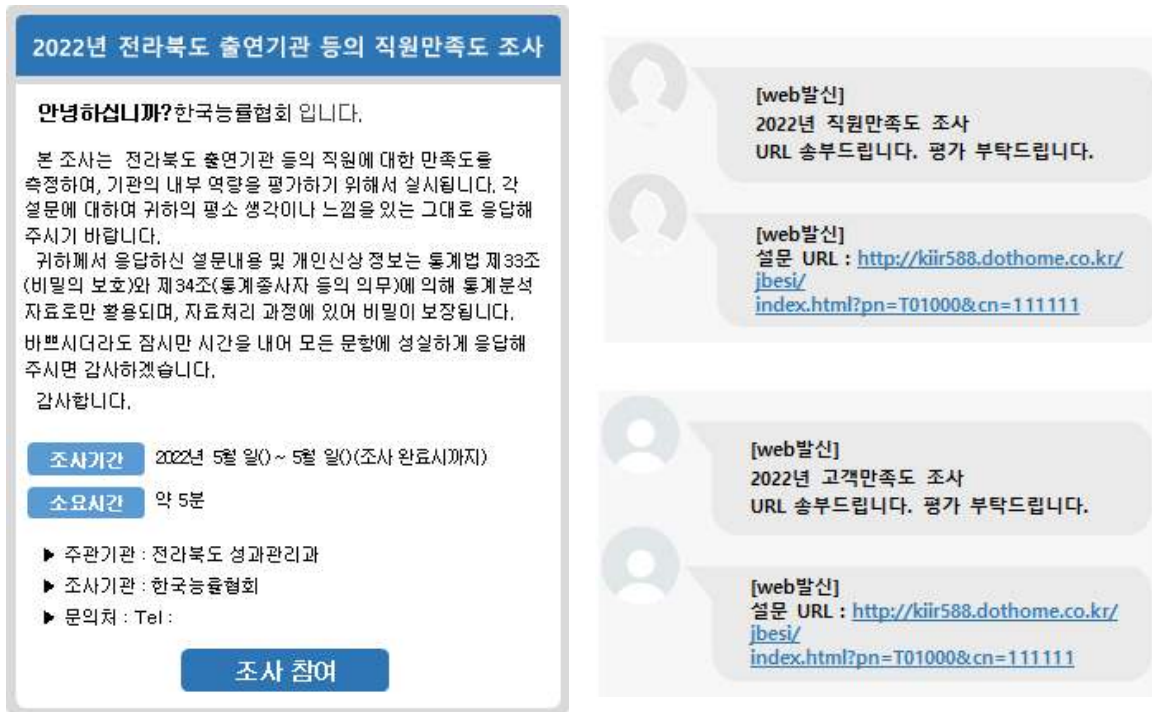 2022년 전라북도 출연기관 등의 직원만족도 조사
안녕하십니까?한국능률협회 입니다.
본 조사는 전라북도 출연기관 등의 직원에 대한 만족도을
측정하여, 기관의 내부 역량을 평가하기 위해서 실시됩니다. 각
설문에 대하여 귀하의 평소 생각이나 느낌을 있는 그대로 응답해
주시기 바랍니다.
귀하께서 응답하신 설문내용 및 개인신상 정보는 통계법 제33조
(비밀의 보호)와 제34조(통계종사자 등의 의무)에 의해 통계분석
자료로만 활용되며, 자료처리 과정에 있어 비밀이 보장됩니다.
바쁘시더라도 잠시만 시간을 내어 모든 문항에 성실하게 응답해
주시면 감사하겠습니다.
감사합니다.
조사기간 2022년 5월 일() ~ 5월 일()(조사 완료시까지)
소요시간 약 5분
▶ 주관기관 : 전라북도 성과관리과
▶ 조사기관 : 한국능률협회
▶ 문의처 : Tel :
조사 참여
[web발신]
2022년 직원만족도 조사
URL 송부드립니다. 평가 부탁드립니다.
[web발신]
설문 URL : http://kiir588.dothome.co.kr/
jbesi/
index.html?pn=T01000&cn=111111
[web발신]
2022년 고객만족도 조사
URL 송부드립니다. 평가 부탁드립니다.
[web발신]
설문 URL : http://kiir588.dothome.co.kr/
jbesi/
index.html?pn=T01000&cn=111111